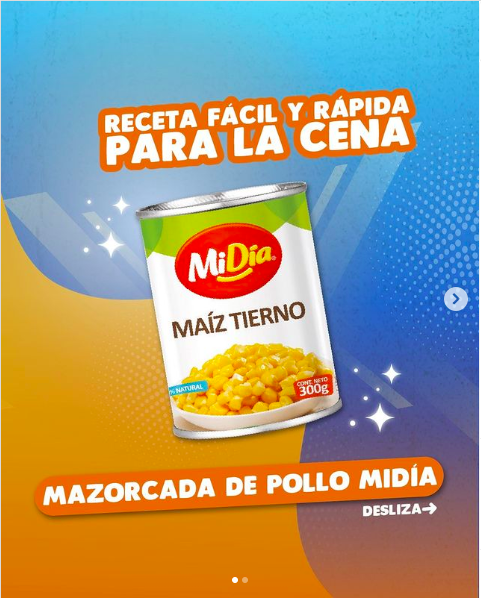 RECETA FÁCIL Y RÁPIDA
PARA LA CENA
MiDía
MAÍZ TIERNO
% NATURAL
CONT. NETO
300g
MAZORCADA DE POLLO MIDÍA
DESLIZA→